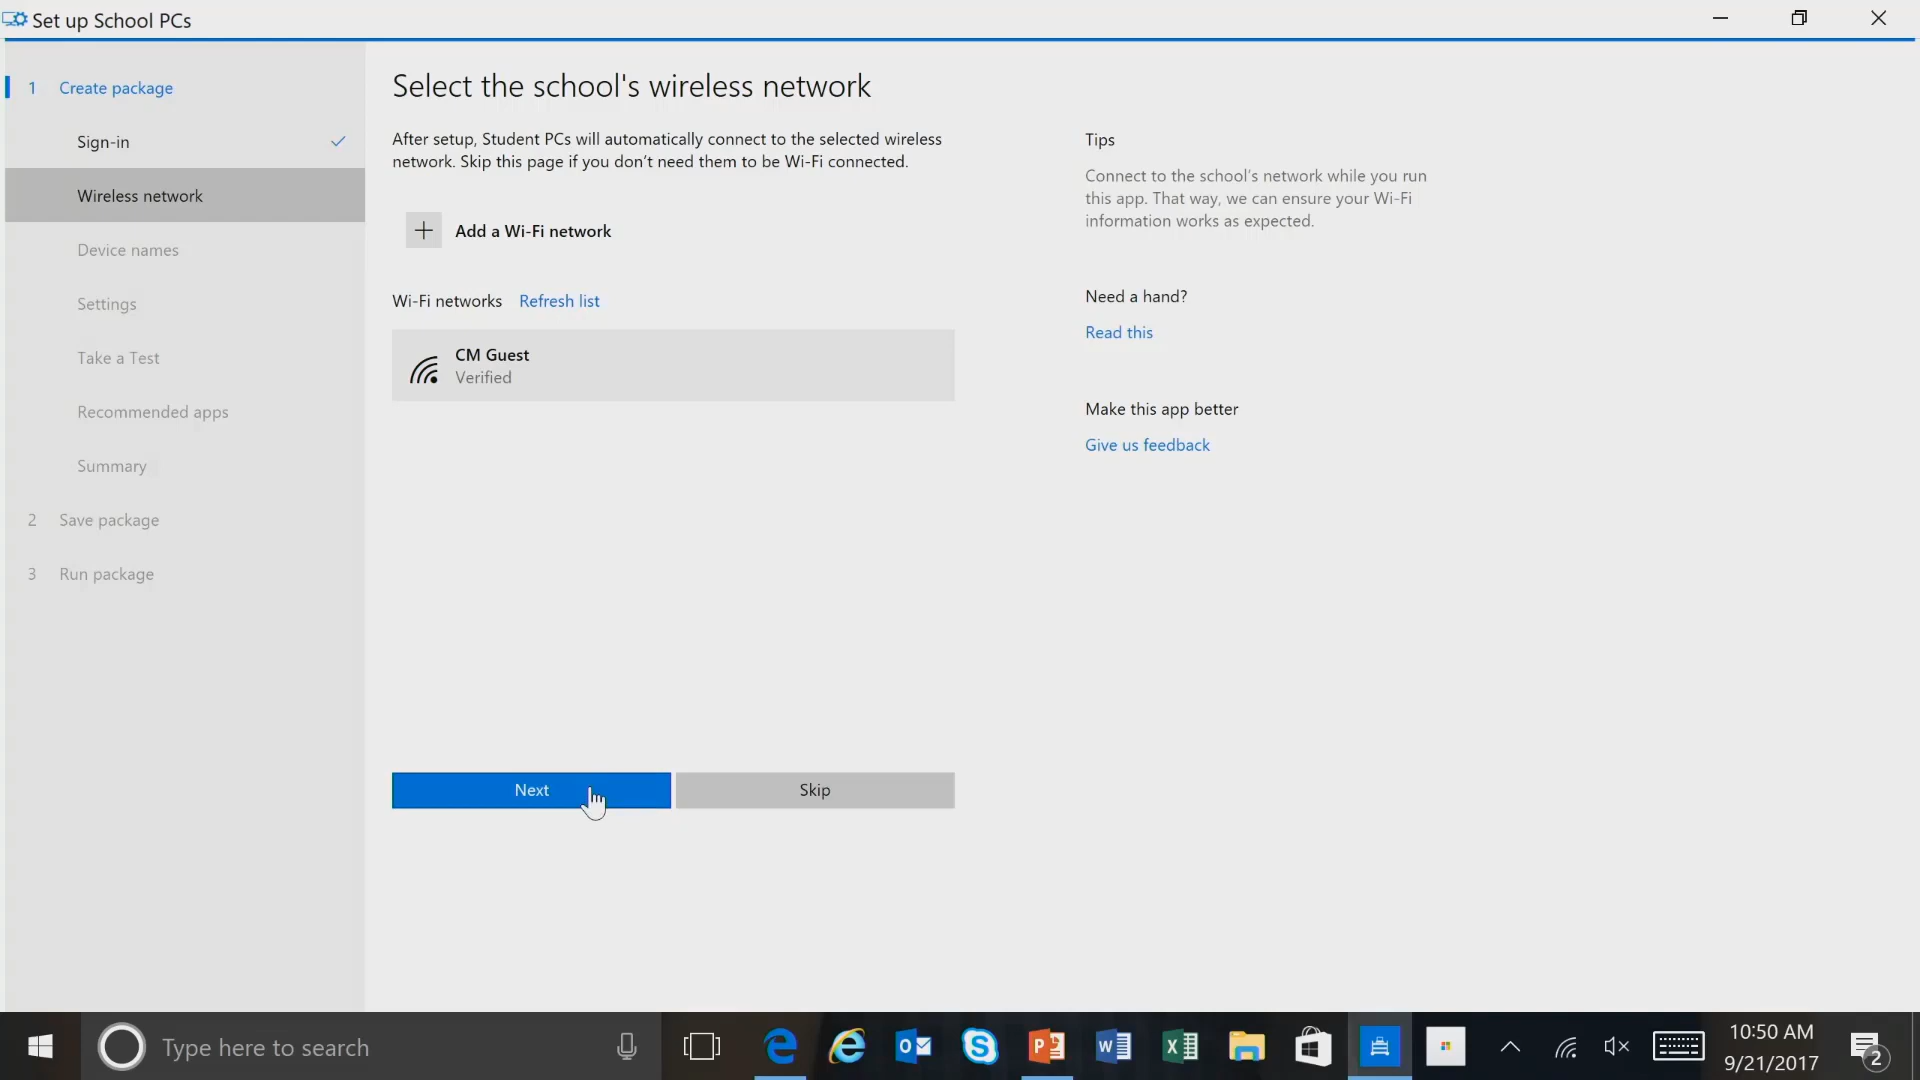 Set up School PCs
1 Create package
Sign-in
Wireless network
Device names
Settings
Take a Test
Recommended apps
Summary
2 Save package
3 Run package
Select the school's wireless network
After setup, Student PCs will automatically connect to the selected wireless
network. Skip this page if you don't need them to be Wi-Fi connected.
Add a Wi-Fi network
Wi-Fi networks Refresh list
CM Guest
Verified
Next
Skip
Tips
Connect to the school's network while you run
this app. That way, we can ensure your Wi-Fi
information works as expected.
Need a hand?
Read this
Make this app better
Give us feedback
Type here to search
10:50 AM
9/21/2017
2